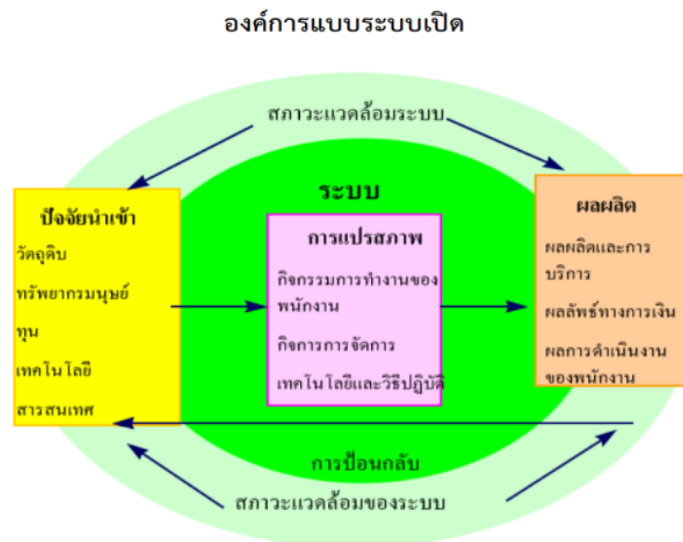 องค์การแบบระบบเปิด
สภาวะแวดล้อมระบบ
ระบบ
ปัจจัยนำเข้า
วัตถุดิบ
ทรัพยากรมนุษย์
ทุน
เทคโนโลยี
สารสนเทศ
การแปรสภาพ
กิจกรรมการทำงานของ
พนักงาน
กิจการการจัดการ
เทคโนโลยีและวิธีปฏิบัติ
ผลผลิต
ผลผลิตและการ
บริการ
ผลลัพธ์ทางการเงิน
ผลการดำเนินงาน
ของพนักงาน
การป้อนกลับ
สภาวะแวดล้อมของระบบ